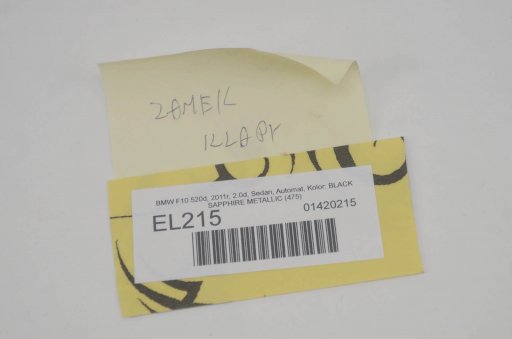 ZAMEK
KLAPY
BMW F10 520d, 2011r, 2.0d, Sedan, Automat, Kolor: BLACK
SAPPHIRE METALLIC (475)
EL215
01420215